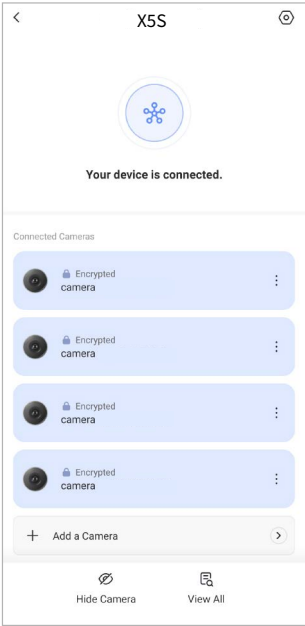 X5S
Your device is connected.
Connected Cameras
Encrypted
camera
Encrypted
camera
Encrypted
camera
Encrypted
camera
Add a Camera
Hide Camera
View All